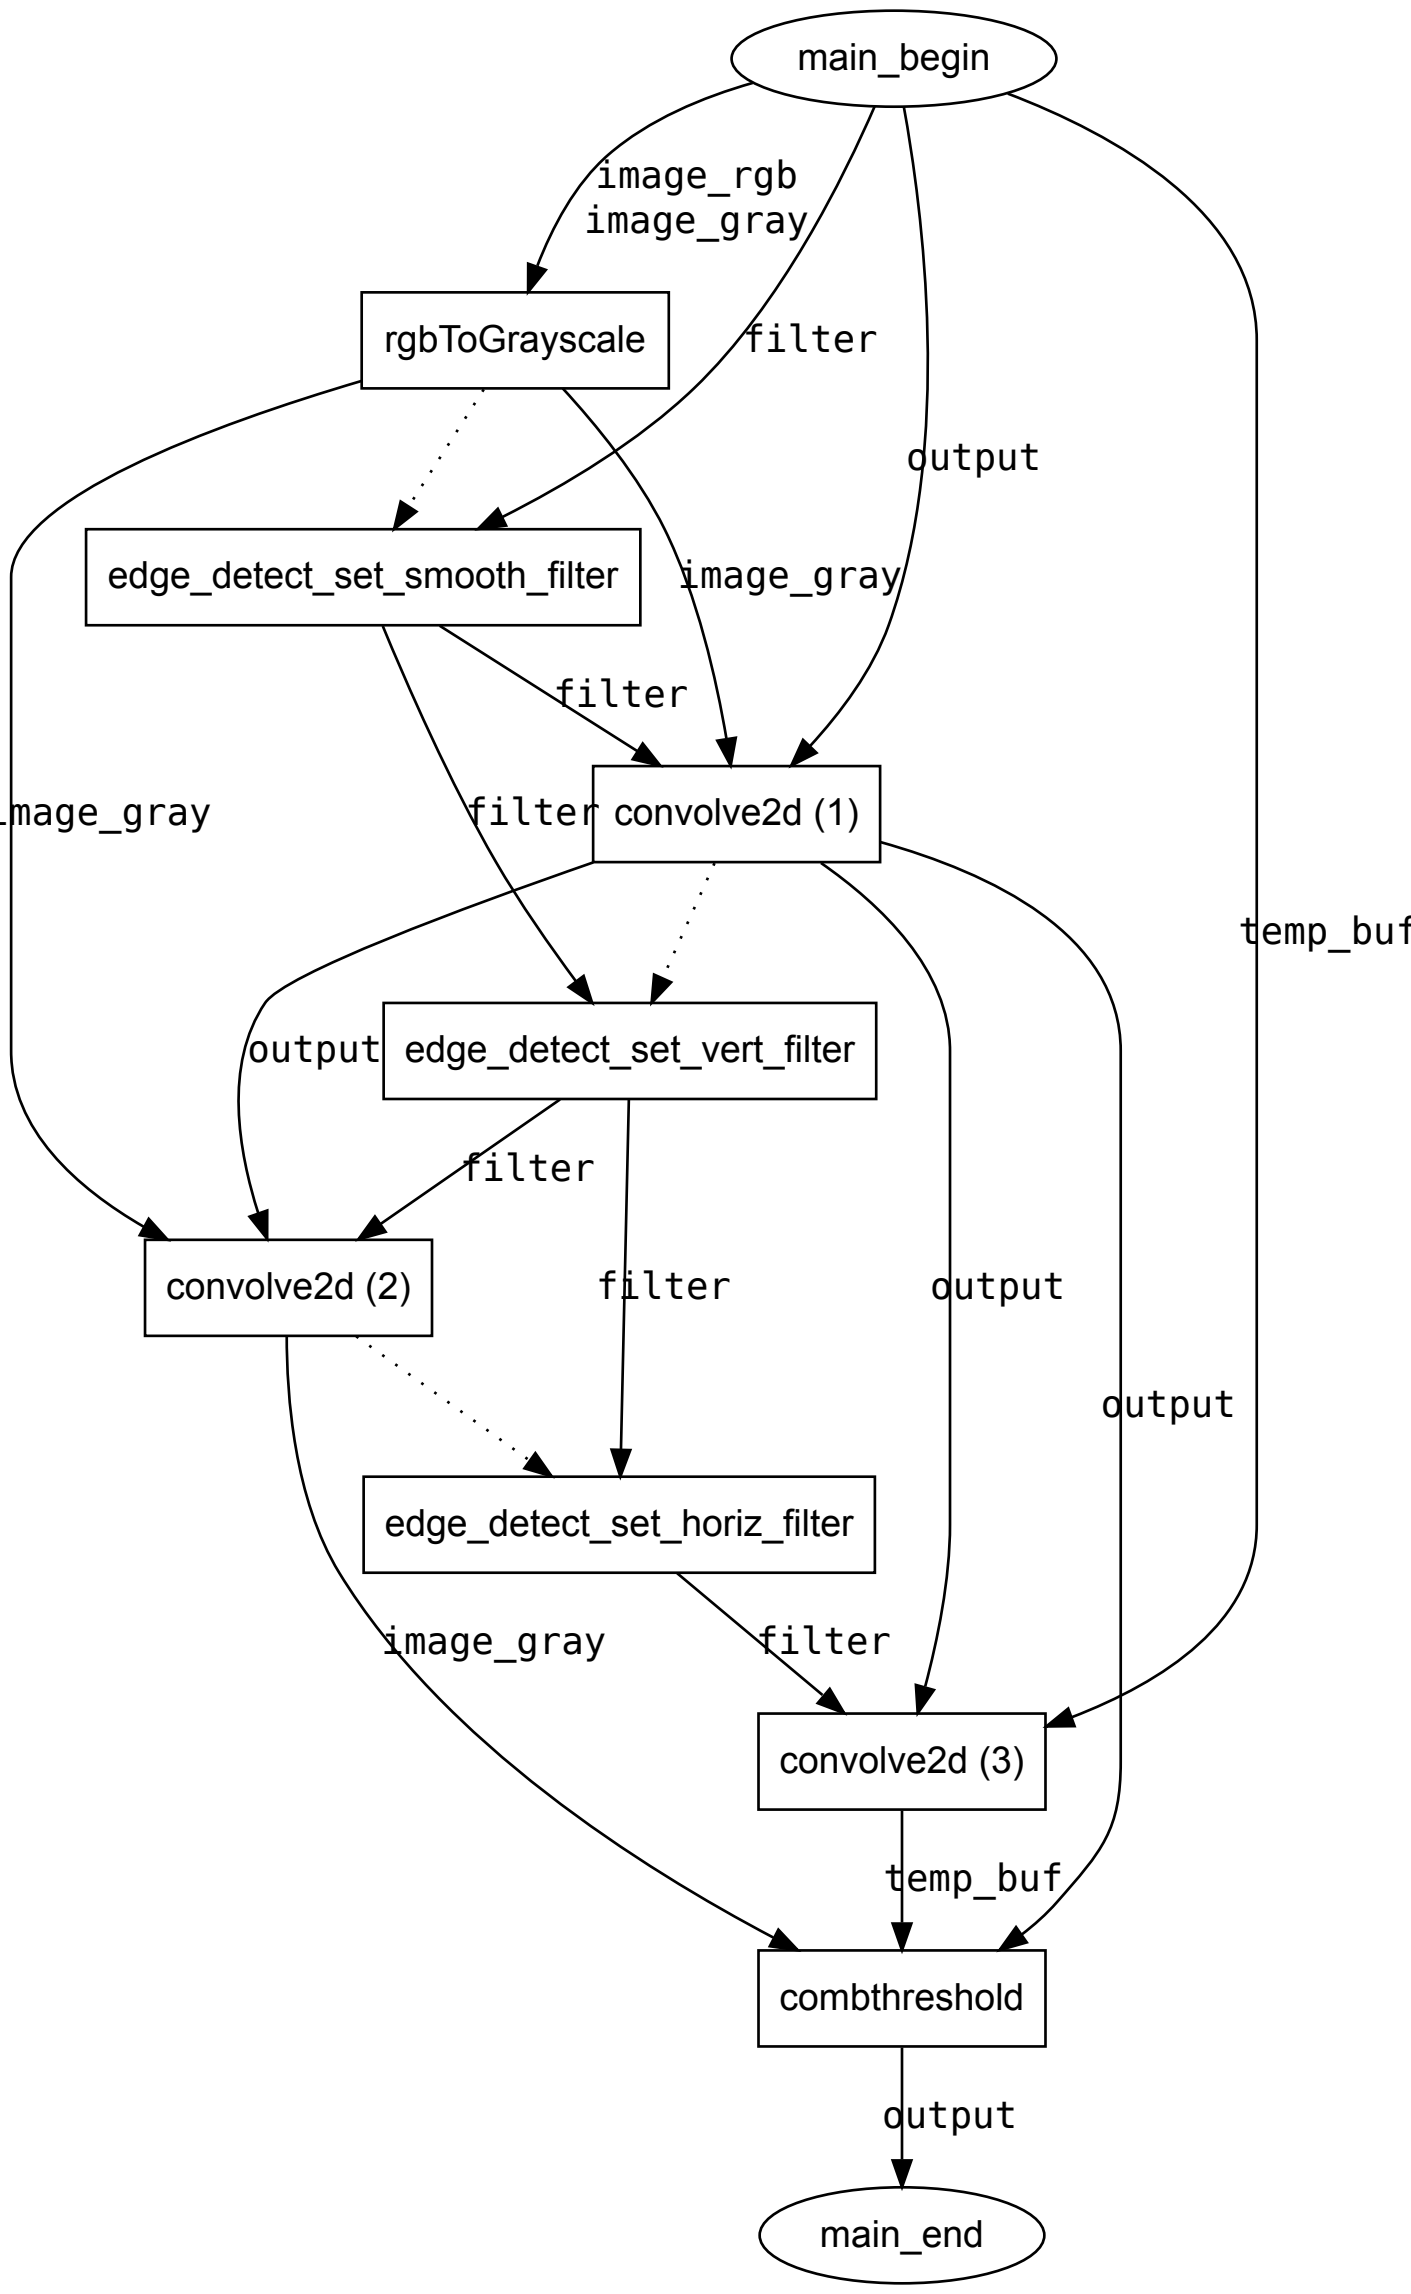 main_begin
image_rgb
image_gray
rgbToGrayscale
filter
output
edge_detect_set_smooth_filter
image_gray
filter
image_gray
filter
convolve2d (1)
temp_buf
output
edge_detect_set_vert_filter
filter
convolve2d (2)
filter
output
output
edge_detect_set_horiz_filter
image_gray
filter
convolve2d (3)
temp_buf
combthreshold
output
main_end